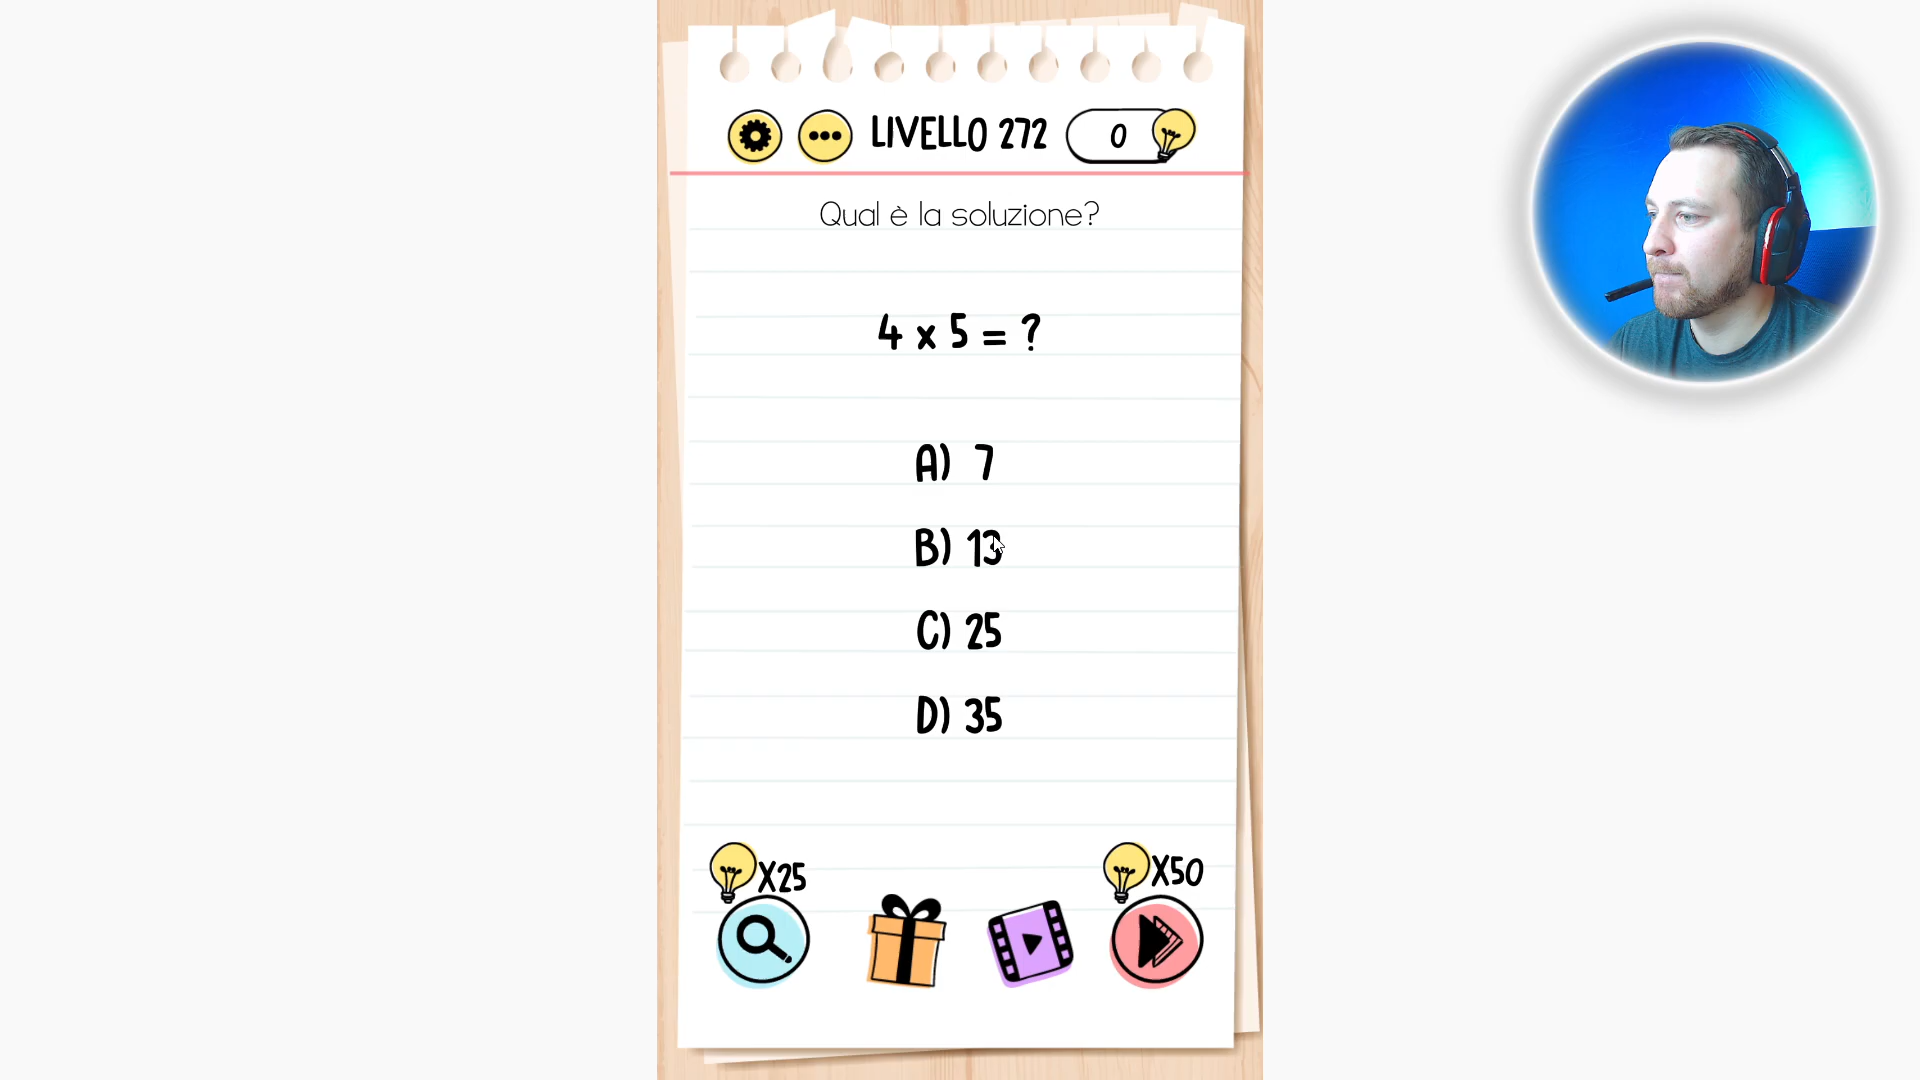 LIVELLO 272
0
Qual è la soluzione?
4 x 5 = ?
A) 7
B) 13
C) 25
D) 35
X25
X50